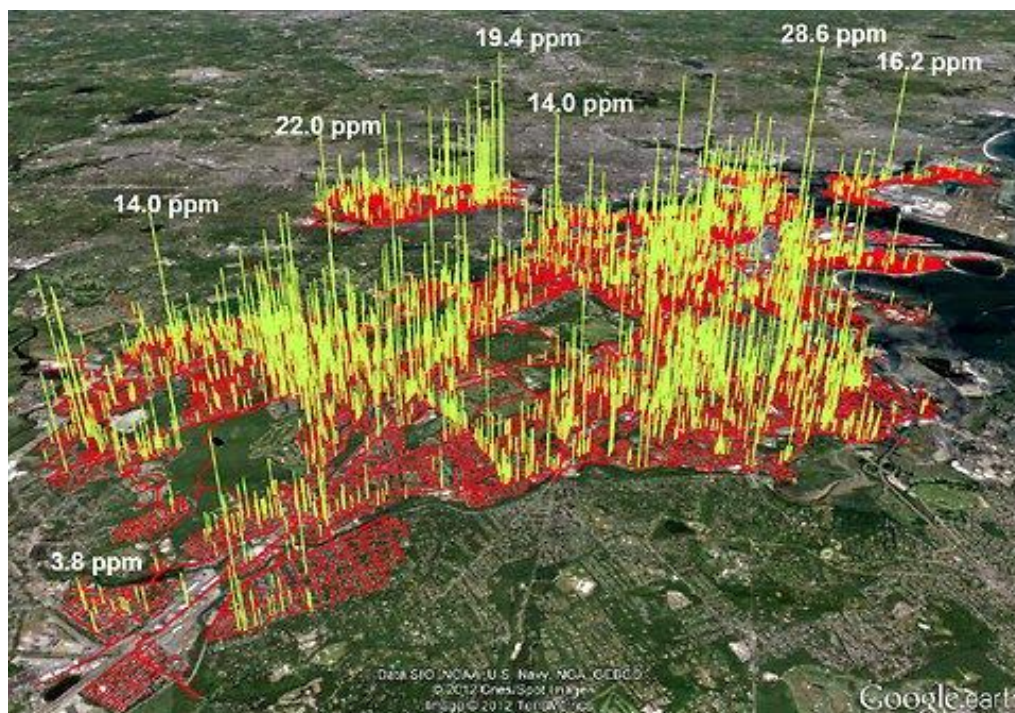 19.4 ppm
28.6 ppm
16.2 ppm
14.0 ppm
22.0 ppm
14.0 ppm
3.8 ppm
Data SIO, NOAA, U.S. Navy, NGA, GEBCO
© 2012 Cnes/Spot Image
Image © 2012 TerraMetrics
Google eart